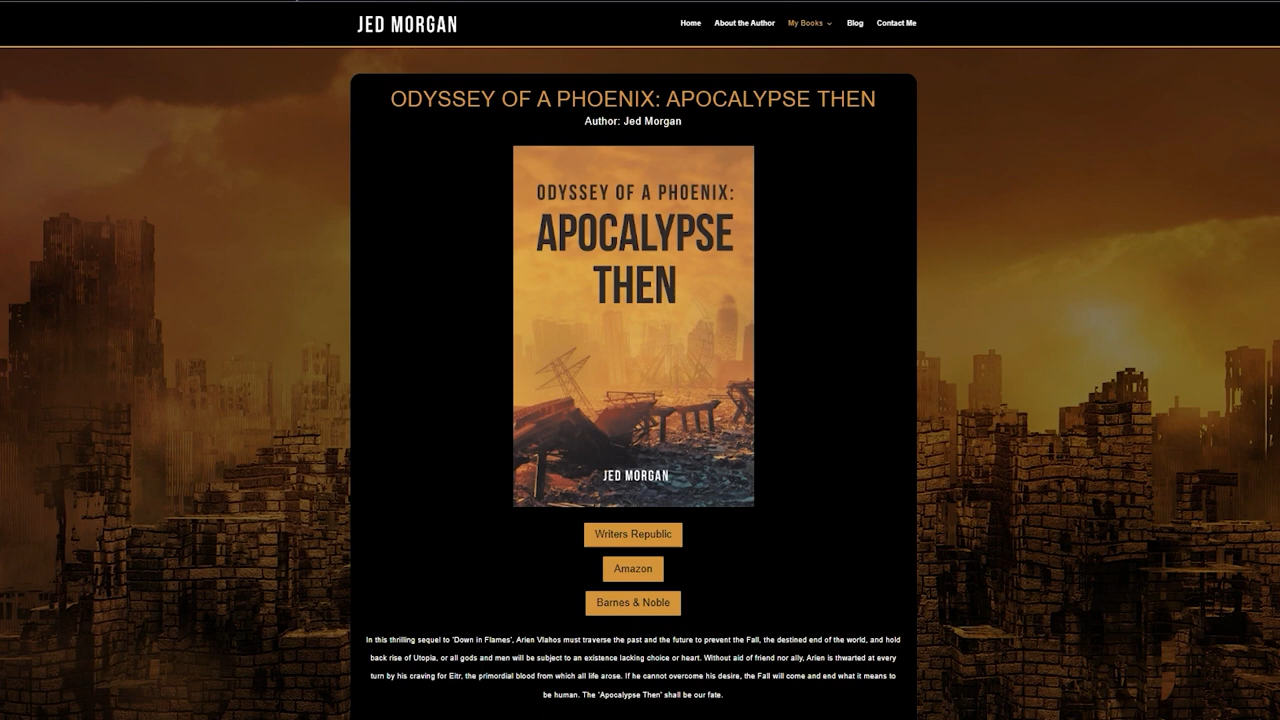 JED MORGAN
Home About the Author My Books Blog Contact Me
ODYSSEY OF A PHOENIX: APOCALYPSE THEN
Author: Jed Morgan
ODYSSEY OF A PHOENIX:
APOCALYPSE
THEN
JED MORGAN
Writers Republic
Amazon
Barnes & Noble
In this thrilling sequel to 'Down in Flames', Arien Vlahos must traverse the past and the future to prevent the Fall, the destined end of the world, and hold
back rise of Utopia, or all gods and men will be subject to an existence lacking choice or heart. Without aid of friend nor ally, Arien is thwarted at every
turn by his craving for Eitr, the primordial blood from which all life arose. If he cannot overcome his desire, the Fall will come and end what it means to
be human. The 'Apocalypse Then' shall be our fate.